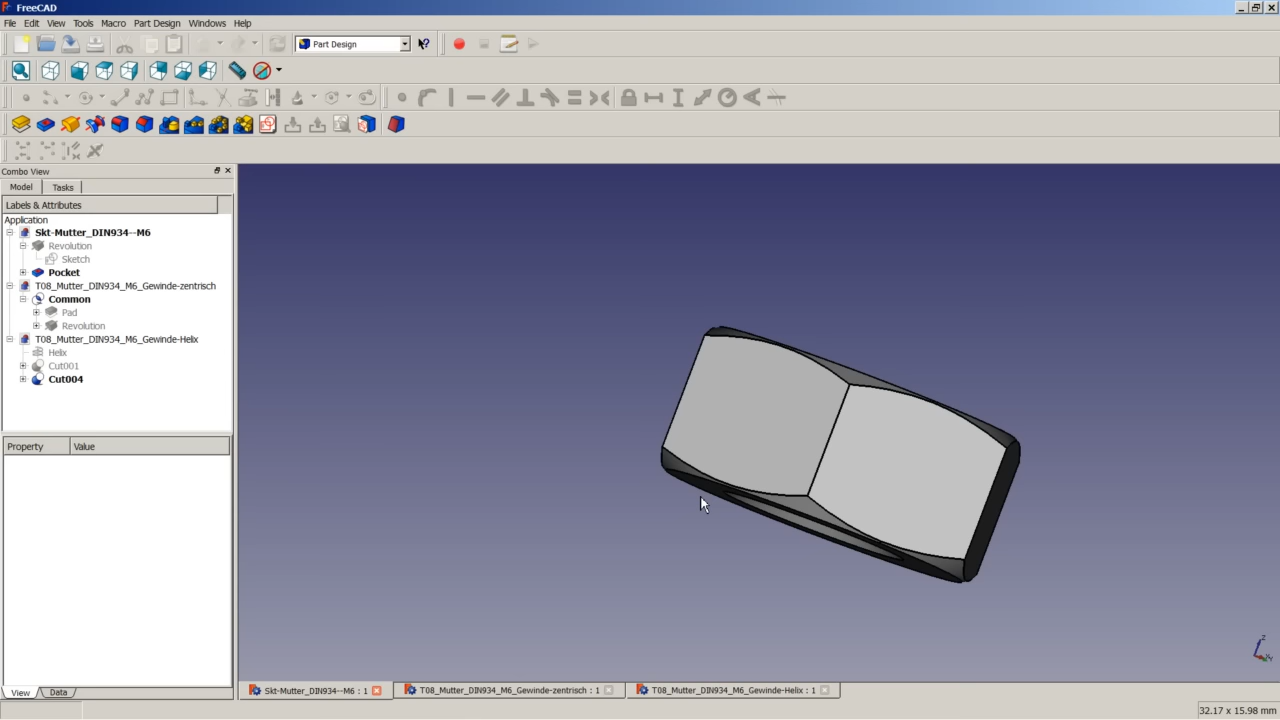 FreeCAD
File Edit View Tools Macro Part Design Windows Help
Part Design
Combo View
Model Tasks
Labels & Attributes
Application
Skt-Mutter_DIN934--M6
Revolution
Sketch
Pocket
T08_Mutter_DIN934_M6_Gewinde-zentrisch
Common
Pad
Revolution
T08_Mutter_DIN934_M6_Gewinde-Helix
Helix
Cut001
Cut004
Property Value
View Data
Skt-Mutter_DIN934--M6 : 1 T08_Mutter_DIN934_M6_Gewinde-zentrisch : 1 T08_Mutter_DIN934_M6_Gewinde-Helix : 1
32.17 x 15.98 mm